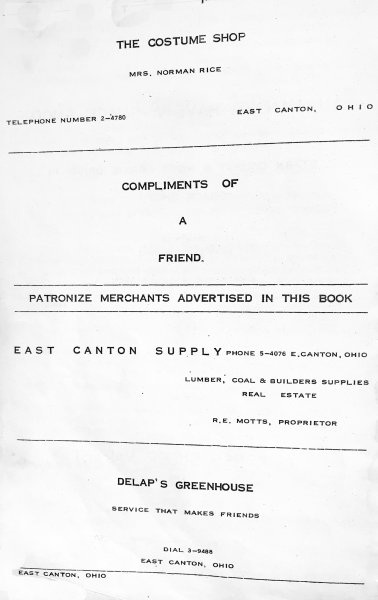 THE COSTUME SHOP
MRS. NORMAN RICE
EAST CANTON, OHIO
TELEPHONE NUMBER 2-4780
COMPLIMENTS OF
A
FRIEND.
PATRONIZE MERCHANTS ADVERTISED IN THIS BOOK
EAST CANTON SUPPLY PHONE 5-4076 E.CANTON, OHIO
LUMBER, COAL & BUILDERS SUPPLIES
REAL ESTATE
R.E. MOTTS, PROPRIETOR
DELAP'S GREENHOUSE
SERVICE THAT MAKES FRIENDS
DIAL 3-9488
EAST CANTON, OHIO
EAST CANTON, OHIO